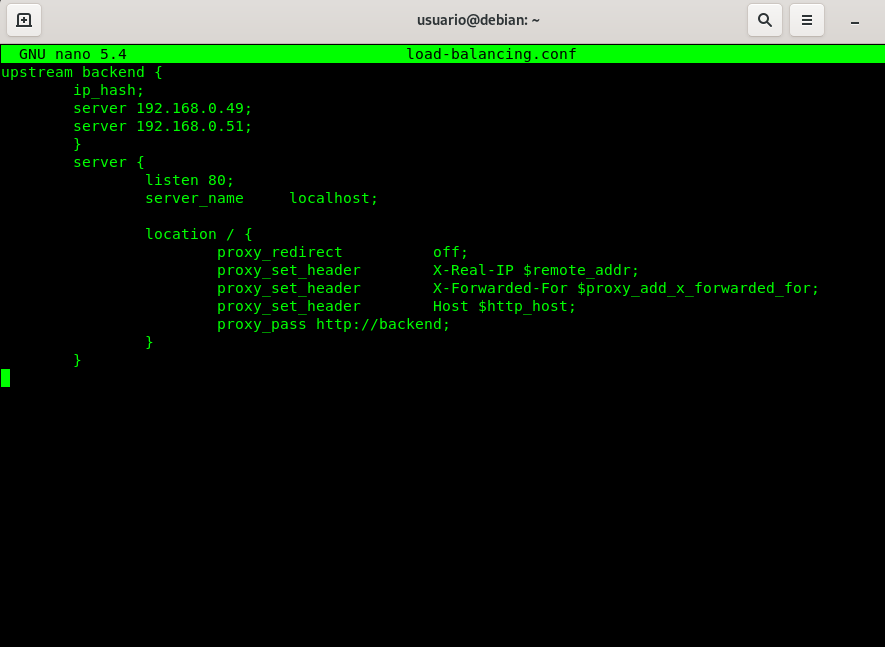 usuario@debian: ~
GNU nano 5.4 load-balancing.conf
upstream backend {
ip_hash;
server 192.168.0.49;
server 192.168.0.51;
}
server {
listen 80;
server_name localhost;
location / {
proxy_redirect off;
proxy_set_header X-Real-IP $remote_addr;
proxy_set_header X-Forwarded-For $proxy_add_x_forwarded_for;
proxy_set_header Host $http_host;
proxy_pass http://backend;
}
}